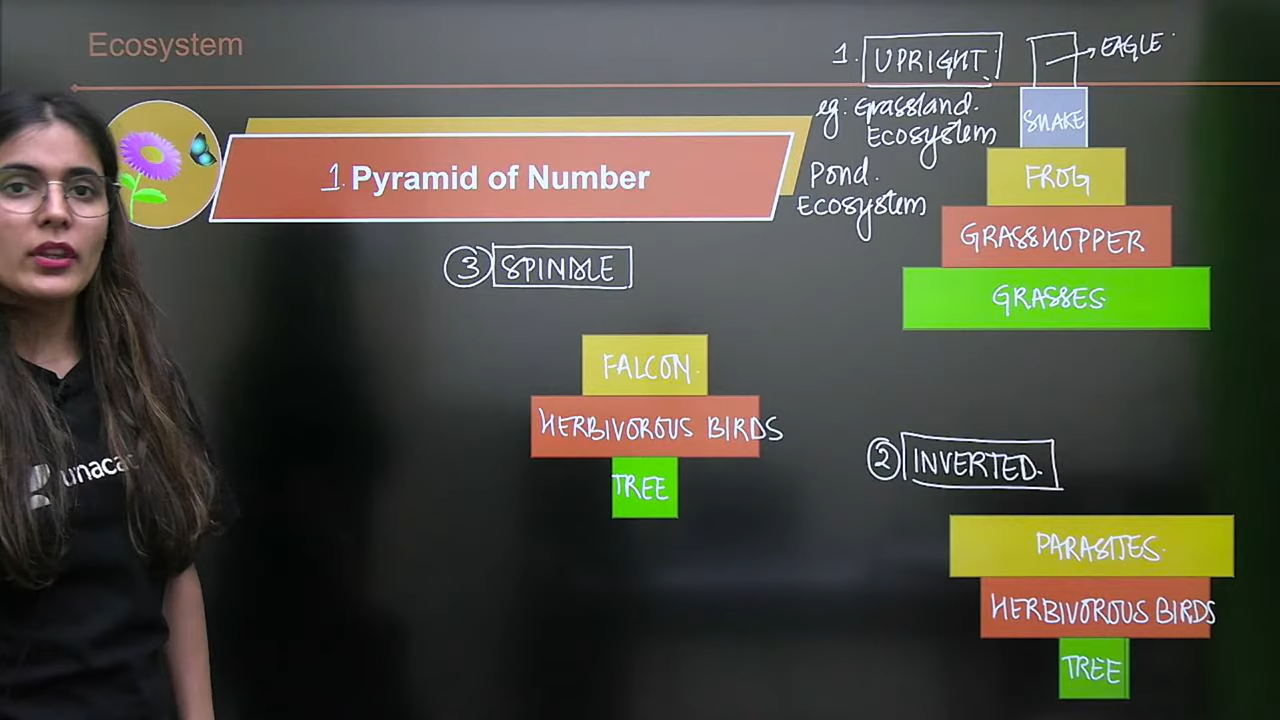 Ecosystem
1. Pyramid of Number
1. UPRIGHT
eg: Grassland
Ecosystem
Pond
Ecosystem
EAGLE
SNAKE
FROG
GRASSHOPPER
GRASSES
③ SPINDLE
FALCON
HERBIVOROUS BIRDS
TREE
② INVERTED
PARASITES
HERBIVOROUS BIRDS
TREE
unaca